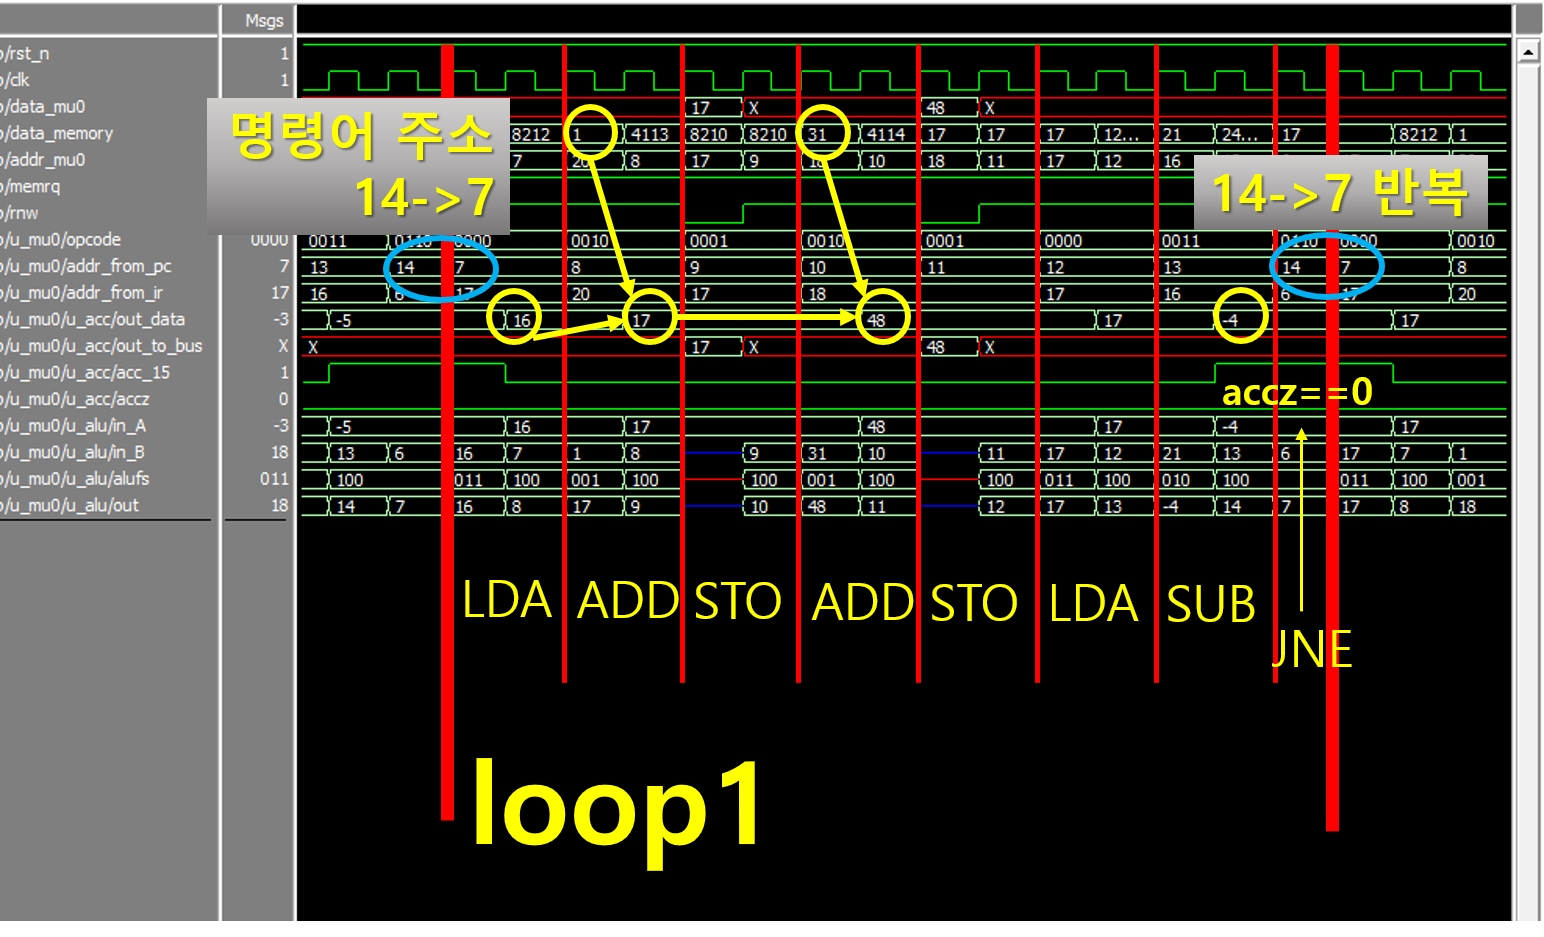 Msgs
o/rst_n 1
o/clk 1
o/data_mu0 17 X 48 X
o/data_memory 8212 1 4113 8210 8210 31 4114 17 17 17 12... 21 24... 17 8212 1
o/addr_mu0 7 20 8 17 9 18 10 18 11 17 12 16
o/memrq
o/rnw
명령어 주소
14->7
14->7 반복
o/u_mu0/opcode 0000 0011 0110 0000 0010 0001 0010 0001 0000 0011 0110 0000 0010
o/u_mu0/addr_from_pc 7 13 14 7 8 9 10 11 12 13 14 7 8
o/u_mu0/addr_from_ir 17 16 6 17 20 17 18 17 16 6 17 20
o/u_mu0/u_acc/out_data -3 -5 16 17 48 17 -4 17
o/u_mu0/u_acc/out_to_bus X X 17 X 48 X
o/u_mu0/u_acc/acc_15 1
o/u_mu0/u_acc/accz 0
accz==0
o/u_mu0/u_alu/in_A -3 -5 16 17 48 17 -4 17
o/u_mu0/u_alu/in_B 18 13 6 16 7 1 8 9 31 10 11 17 12 21 13 6 17 7 1
o/u_mu0/u_alu/alufs 011 100 011 100 001 100 100 001 100 100 011 100 010 100 011 100 001
o/u_mu0/u_alu/out 18 14 7 16 8 17 9 10 48 11 12 17 13 -4 14 7 17 8 18
LDA ADD STO ADD STO LDA SUB
JNE
loop1